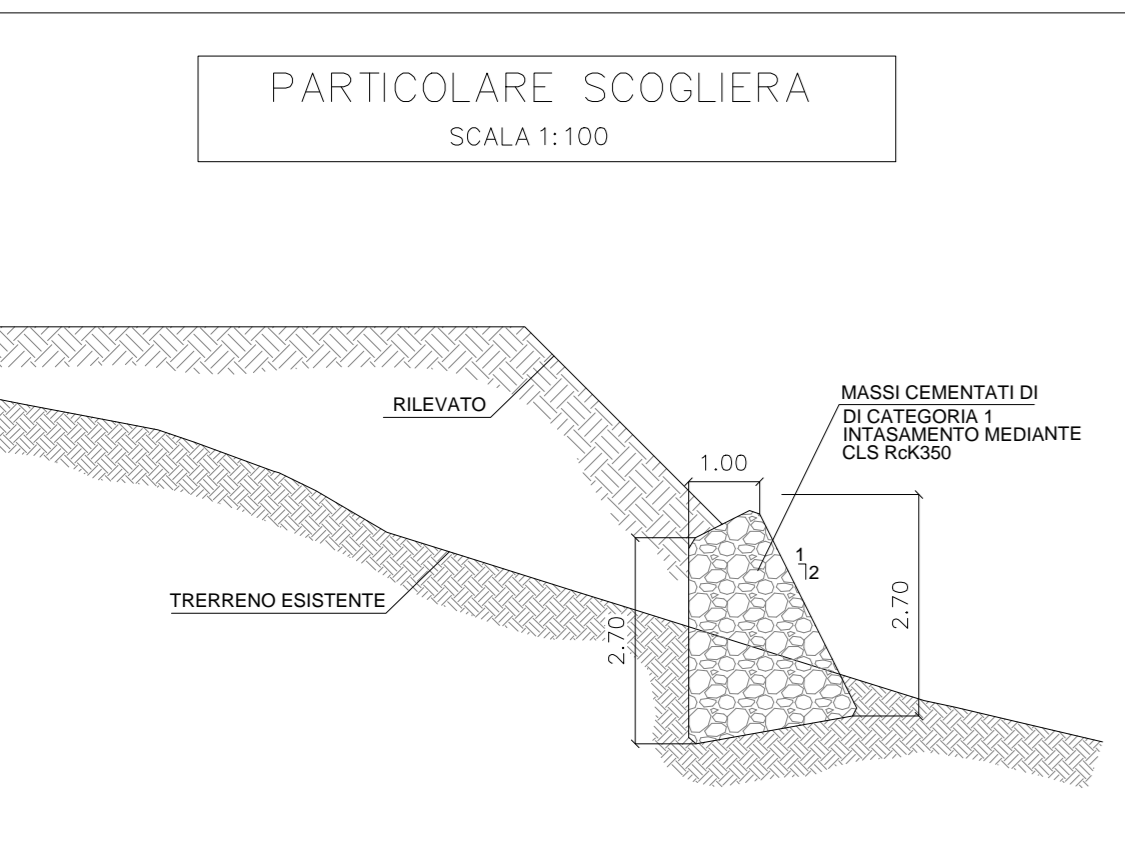 PARTICOLARE SCOGLIERA
SCALA 1:100
RILEVATO
MASSI CEMENTATI DI
DI CATEGORIA 1
INTASAMENTO MEDIANTE
CLS RcK350
1.00
1
2
TRERRENO ESISTENTE
2.70
2.70